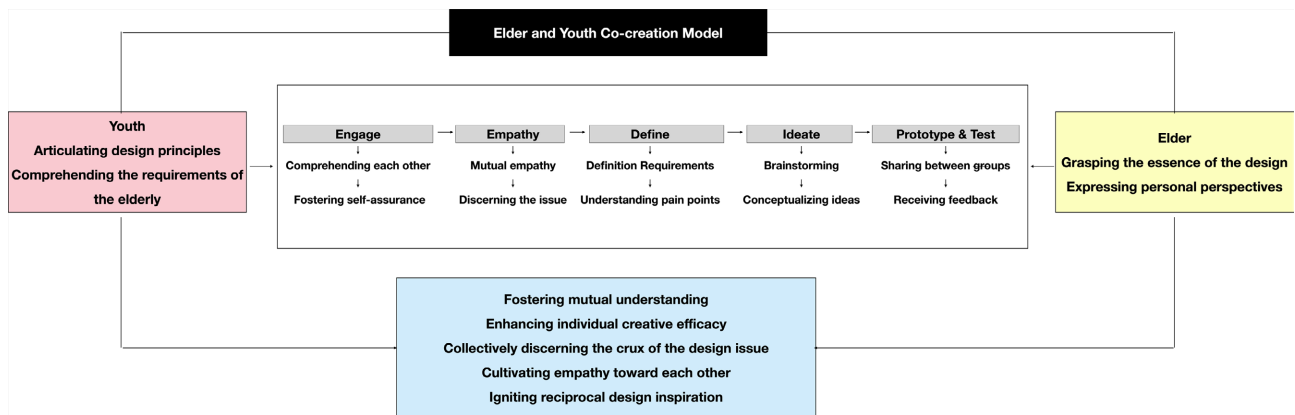 Elder and Youth Co-creation Model
Youth
Articulating design principles
Comprehending the requirements of
the elderly
Engage
Comprehending each other
Fostering self-assurance
Empathy
Mutual empathy
Discerning the issue
Define
Definition Requirements
Understanding pain points
Ideate
Brainstorming
Conceptualizing ideas
Prototype & Test
Sharing between groups
Receiving feedback
Elder
Grasping the essence of the design
Expressing personal perspectives
Fostering mutual understanding
Enhancing individual creative efficacy
Collectively discerning the crux of the design issue
Cultivating empathy toward each other
Igniting reciprocal design inspiration